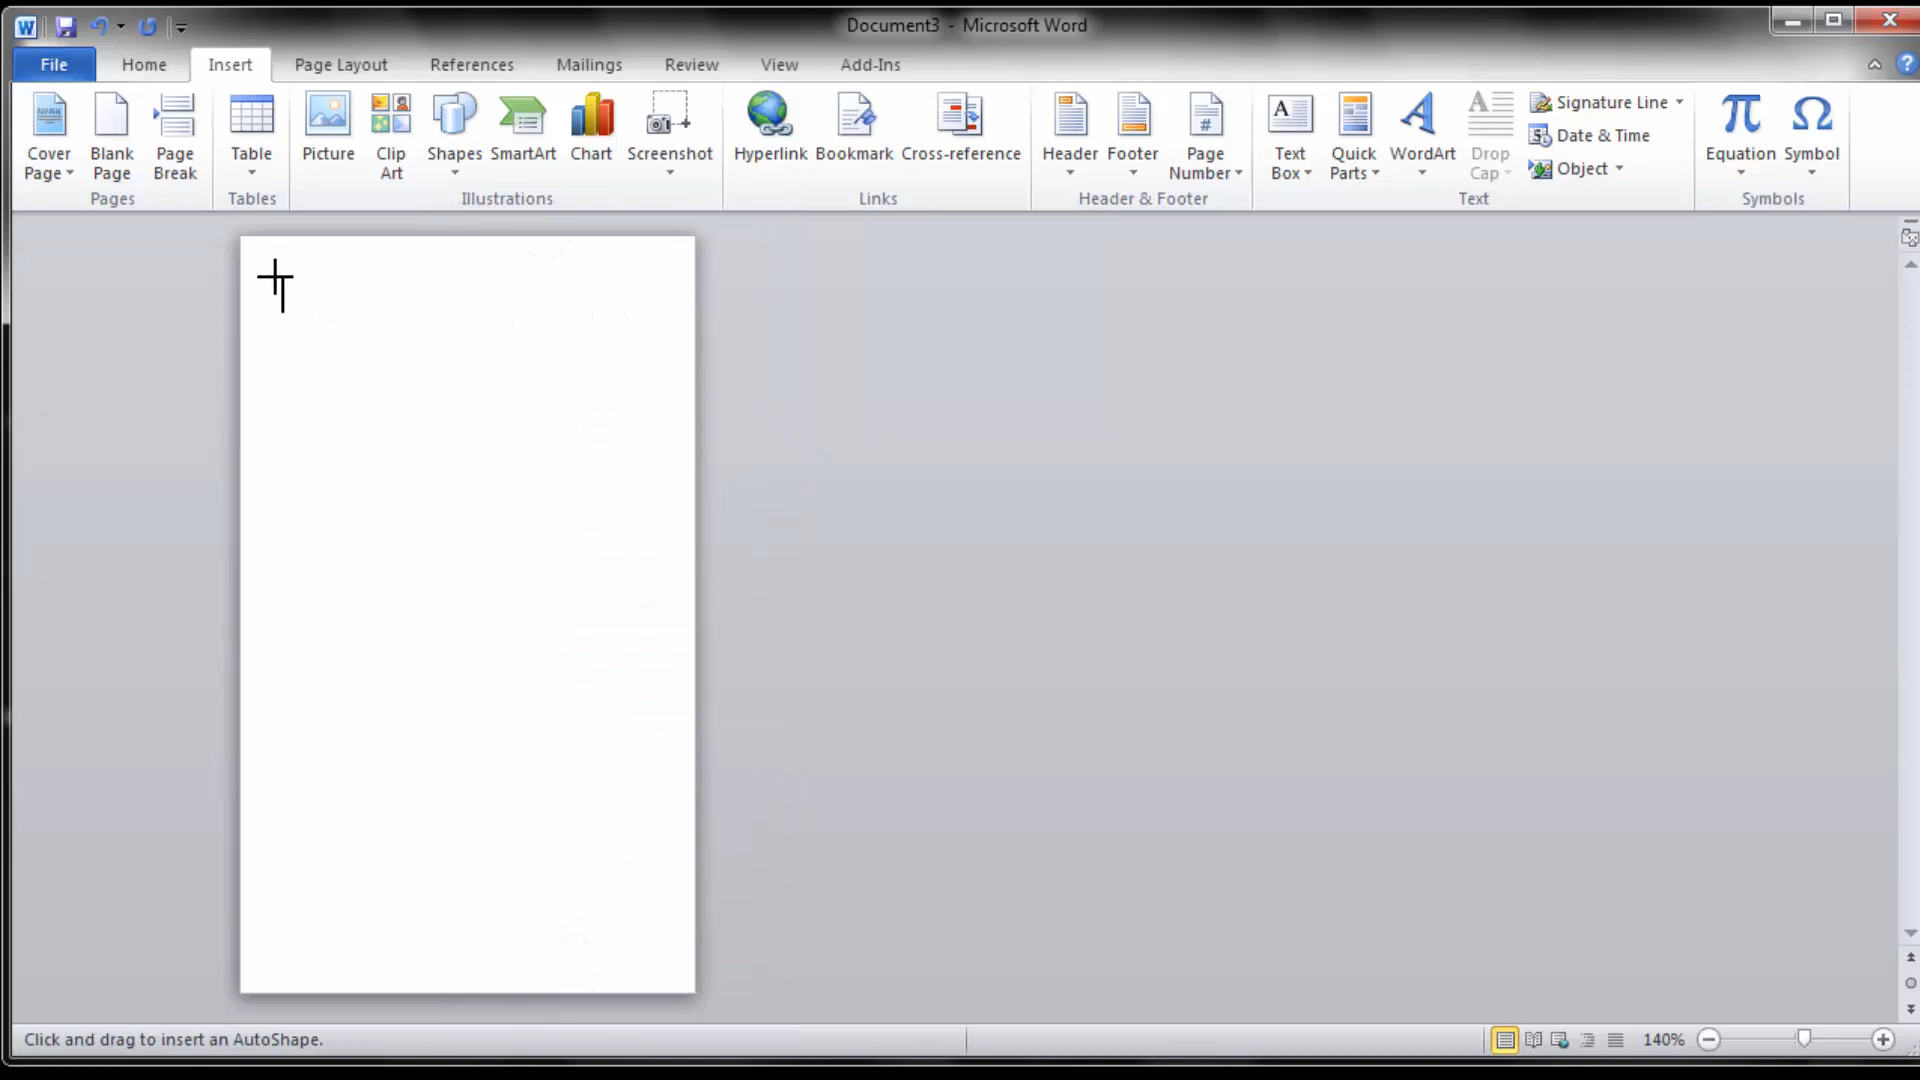 Document3 - Microsoft Word
File Home Insert Page Layout References Mailings Review View Add-Ins
Cover Page
Blank Page
Page Break
Table
Picture
Clip Art
Shapes
SmartArt
Chart
Screenshot
Hyperlink
Bookmark
Cross-reference
Header
Footer
Page Number
Text Box
Quick Parts
WordArt
Drop Cap
Signature Line
Date & Time
Object
Equation
Symbol
Pages Tables Illustrations Links Header & Footer Text Symbols
Click and drag to insert an AutoShape.
140%